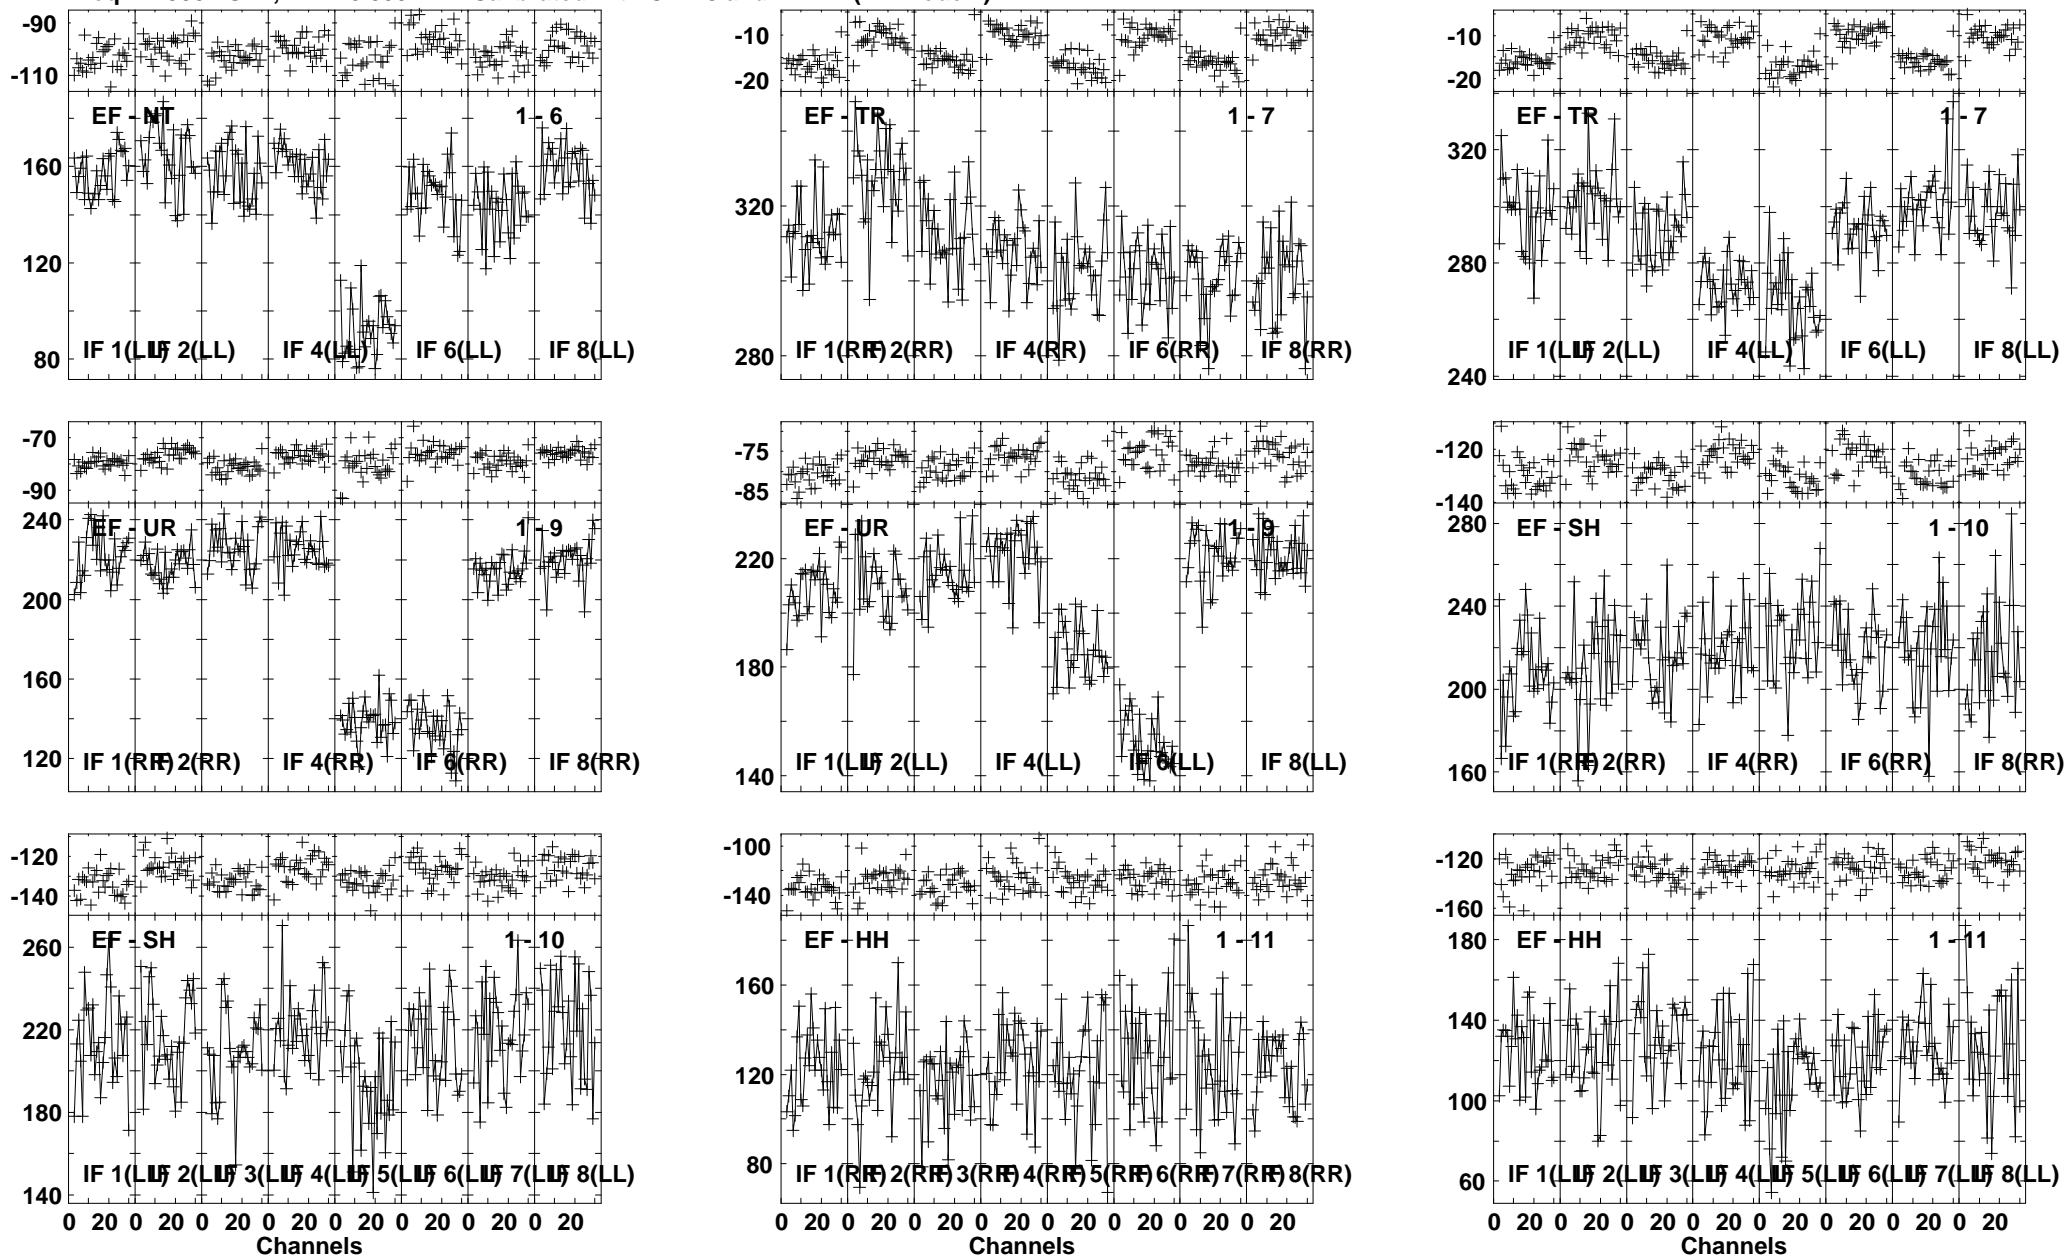 -90
-110
EF - NT 1 - 6
160
120
80
IF 1(LL) IF 2(LL) IF 4(LL) IF 6(LL) IF 8(LL)
-10
-20
EF - TR 1 - 7
320
280
IF 1(RR) IF 2(RR) IF 4(RR) IF 6(RR) IF 8(RR)
-10
-20
EF - TR 1 - 7
320
280
240
IF 1(LL) IF 2(LL) IF 4(LL) IF 6(LL) IF 8(LL)
-70
-90
EF - UR 1 - 9
240
200
160
120
IF 1(RR) IF 2(RR) IF 4(RR) IF 6(RR) IF 8(RR)
-75
-85
EF - UR 1 - 9
220
180
140
IF 1(LL) IF 2(LL) IF 4(LL) IF 6(LL) IF 8(LL)
-120
-140
EF - SH 1 - 10
280
240
200
160
IF 1(RR) IF 2(RR) IF 4(RR) IF 6(RR) IF 8(RR)
-120
-140
EF - SH 1 - 10
260
220
180
140
IF 1(LL) IF 2(LL) IF 3(LL) IF 4(LL) IF 5(LL) IF 6(LL) IF 7(LL) IF 8(LL)
0 20 0 20 0 20 0 20 0 20 0 20 0 20 0 20
Channels
-100
-140
EF - HH 1 - 11
160
120
80
IF 1(RR) IF 2(RR) IF 3(RR) IF 4(RR) IF 5(RR) IF 6(RR) IF 7(RR) IF 8(RR)
0 20 0 20 0 20 0 20 0 20 0 20 0 20 0 20
Channels
-120
-160
EF - HH 1 - 11
180
140
100
60
IF 1(LL) IF 2(LL) IF 3(LL) IF 4(LL) IF 5(LL) IF 6(LL) IF 7(LL) IF 8(LL)
0 20 0 20 0 20 0 20 0 20 0 20 0 20 0 20
Channels